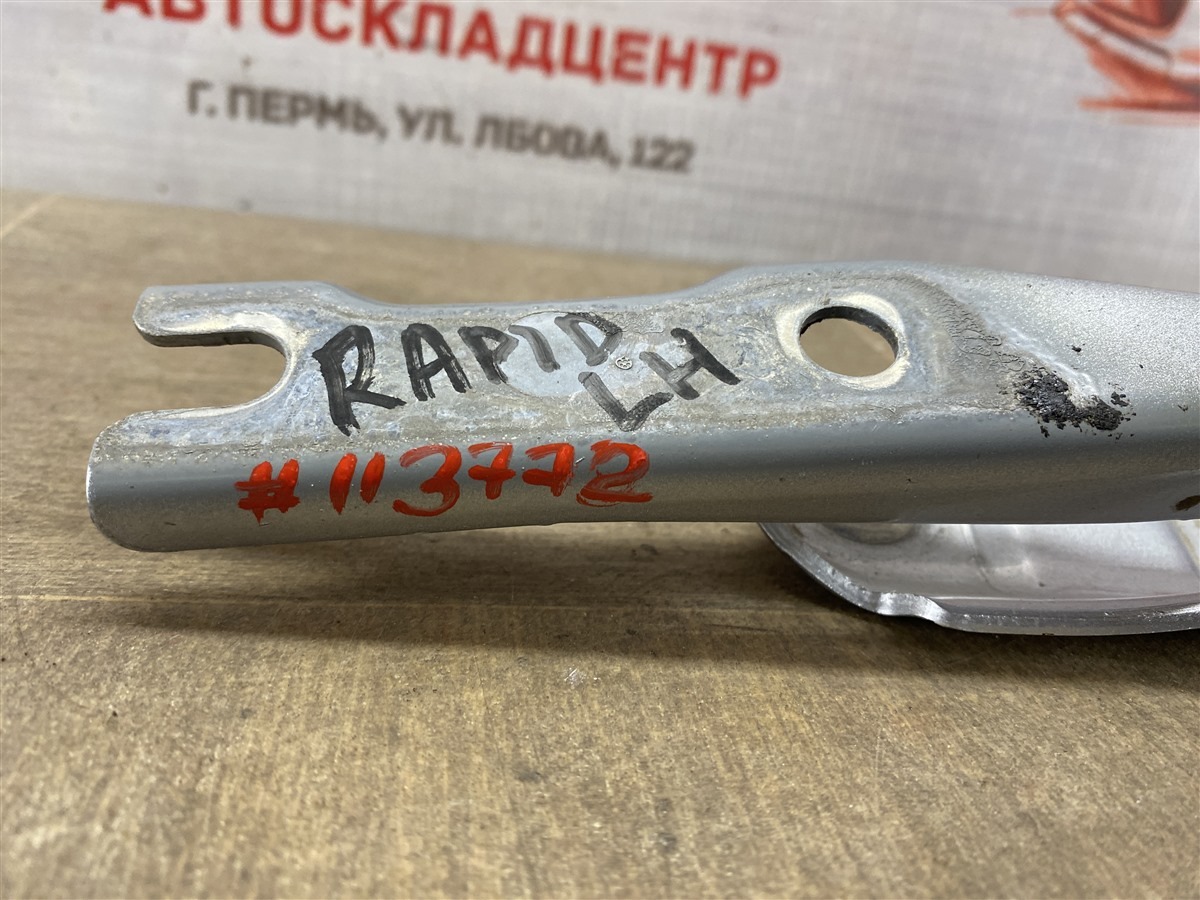 АВТОСКЛАДЦЕНТР
Г. ПЕРМЬ, УЛ. ЛБОВА, 122
RAPID
LH
#113772